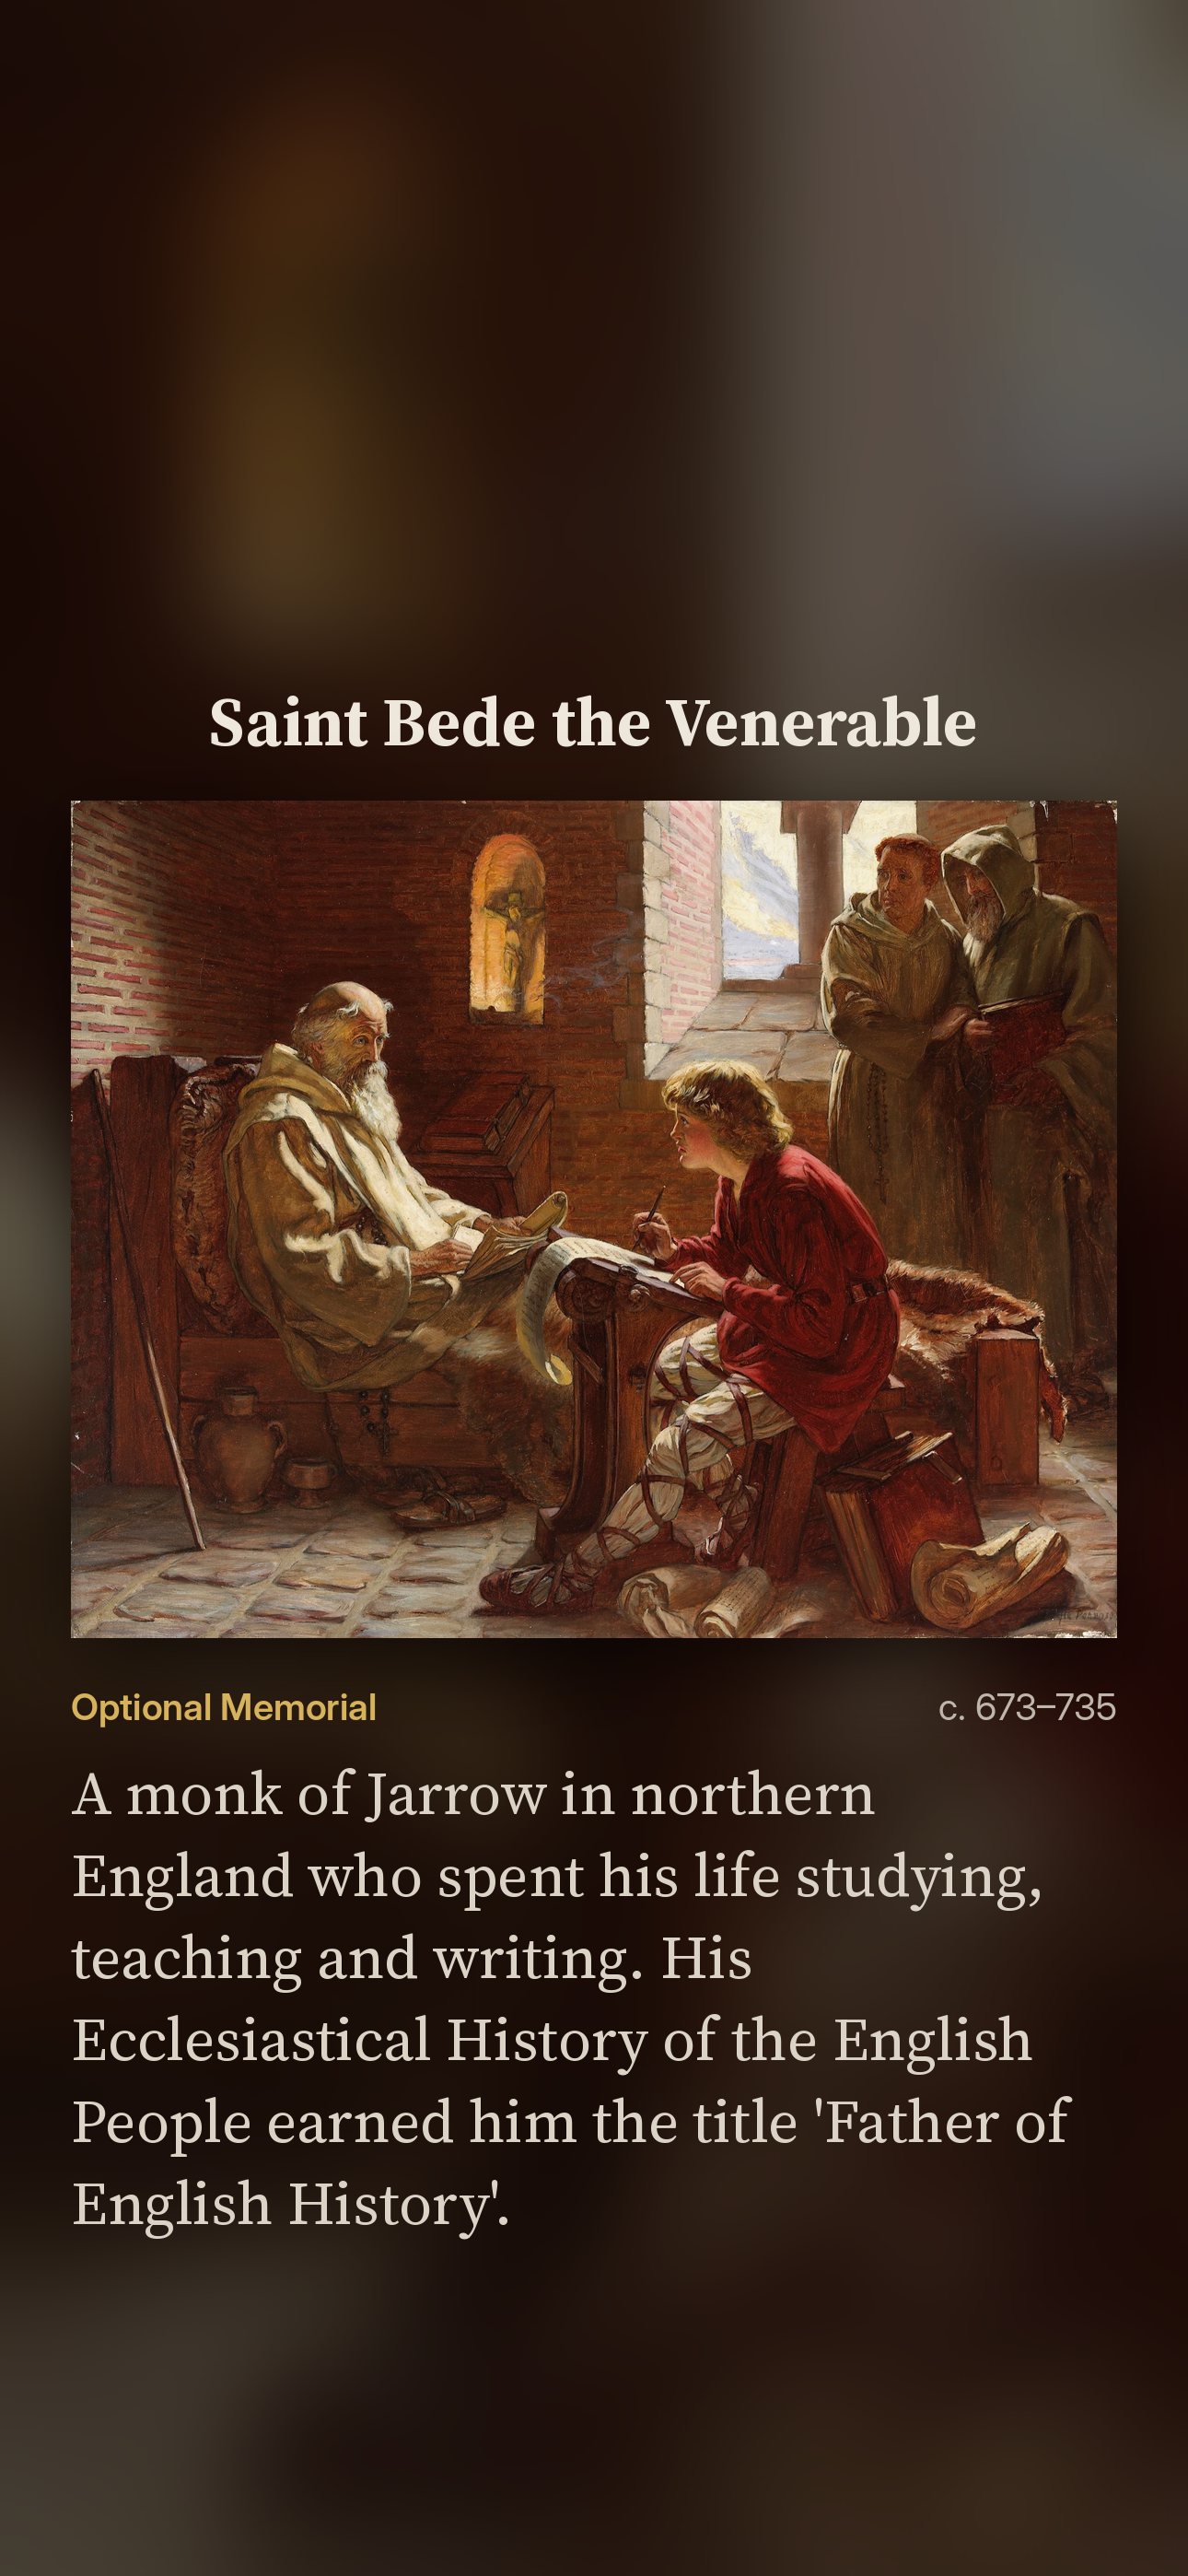 Saint Bede the Venerable
Optional Memorial
c. 673–735
A monk of Jarrow in northern
England who spent his life studying,
teaching and writing. His
Ecclesiastical History of the English
People earned him the title 'Father of
English History'.